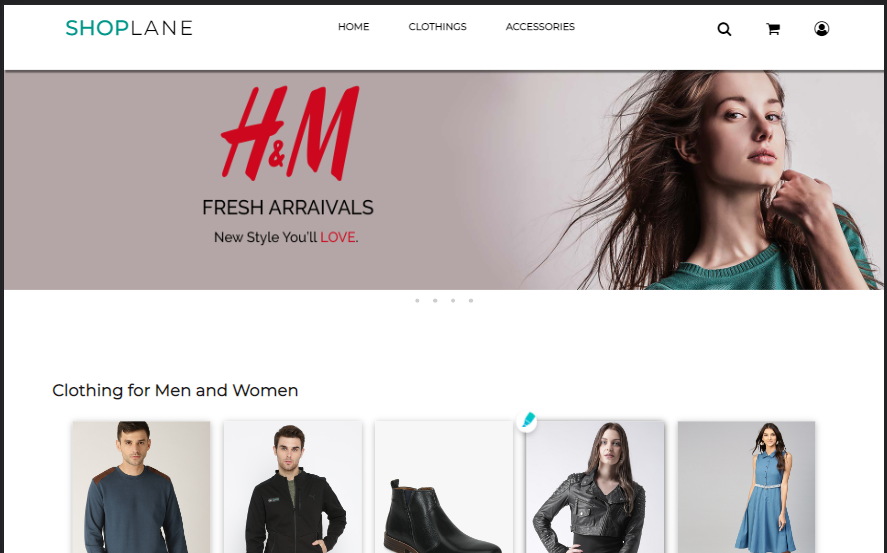 SHOPLANE
HOME
CLOTHINGS
ACCESSORIES
H&M
FRESH ARRAIVALS
New Style You'll LOVE.
Clothing for Men and Women